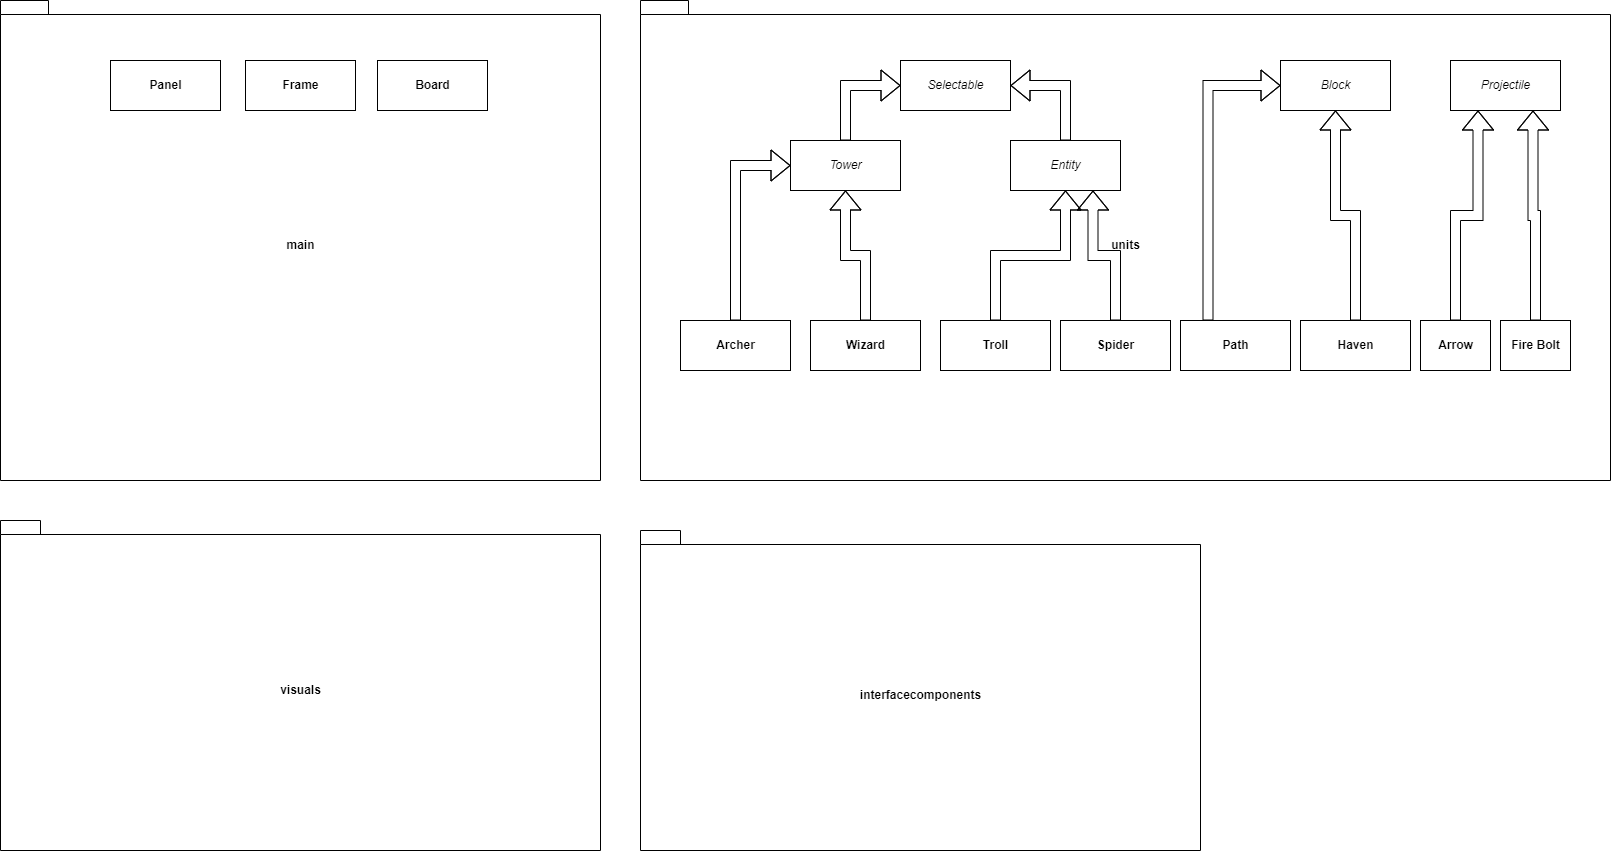 Panel
Frame
Board
main
Selectable
Block
Projectile
Tower
Entity
units
Archer
Wizard
Troll
Spider
Path
Haven
Arrow
Fire Bolt
visuals
interfacecomponents